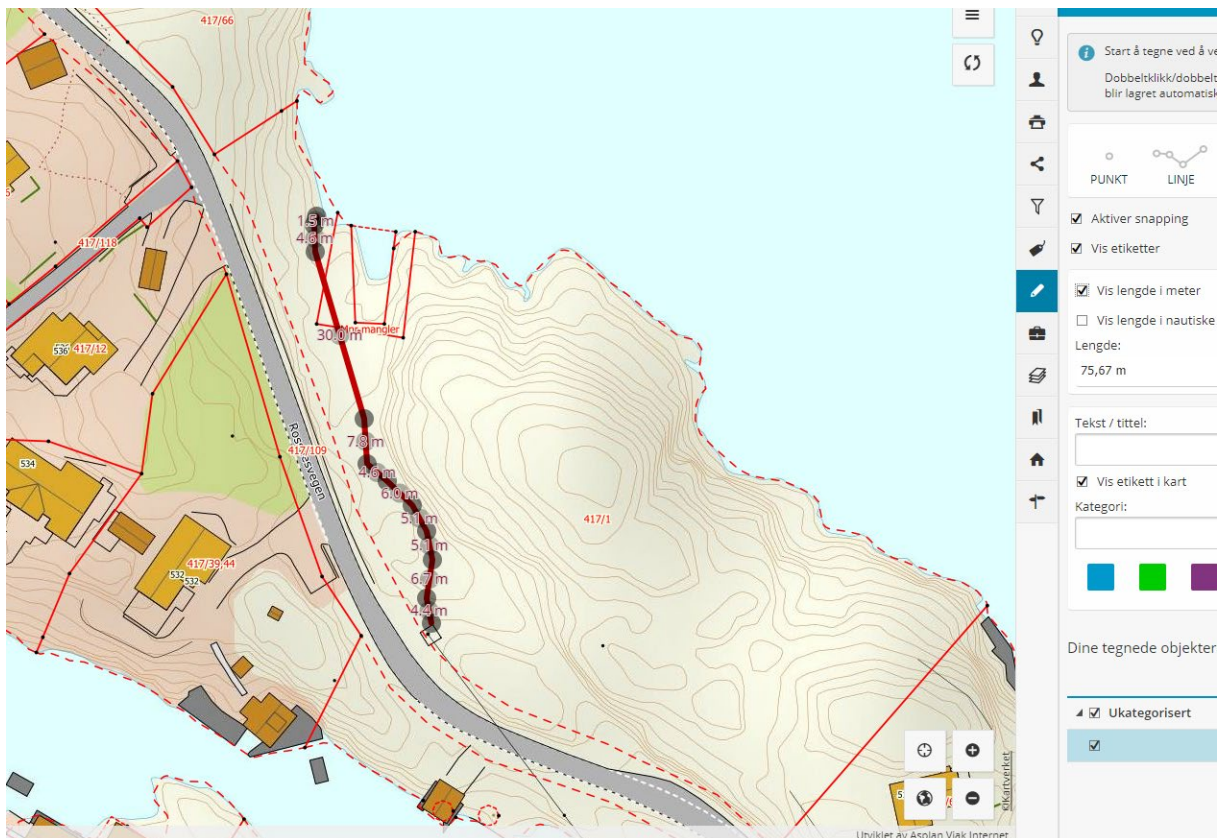 417/66
417/118
536
417/12
534
417/39,44
532
532
417/109
417/1
1.5 m
4.6 m
30.0 m
Mnr mangler
7.8 m
4.6 m
6.0 m
5.1 m
5.1 m
6.7 m
4.4 m
©Kartverket
Utviklet av Asplan Viak Internet
Start å tegne ved å ve
Dobbeltklikk/dobbelt
blir lagret automatisk
PUNKT
LINJE
Aktiver snapping
Vis etiketter
Vis lengde i meter
Vis lengde i nautiske
Lengde:
75,67 m
Tekst / tittel:
Vis etikett i kart
Kategori:
Dine tegnede objekter
Ukategorisert